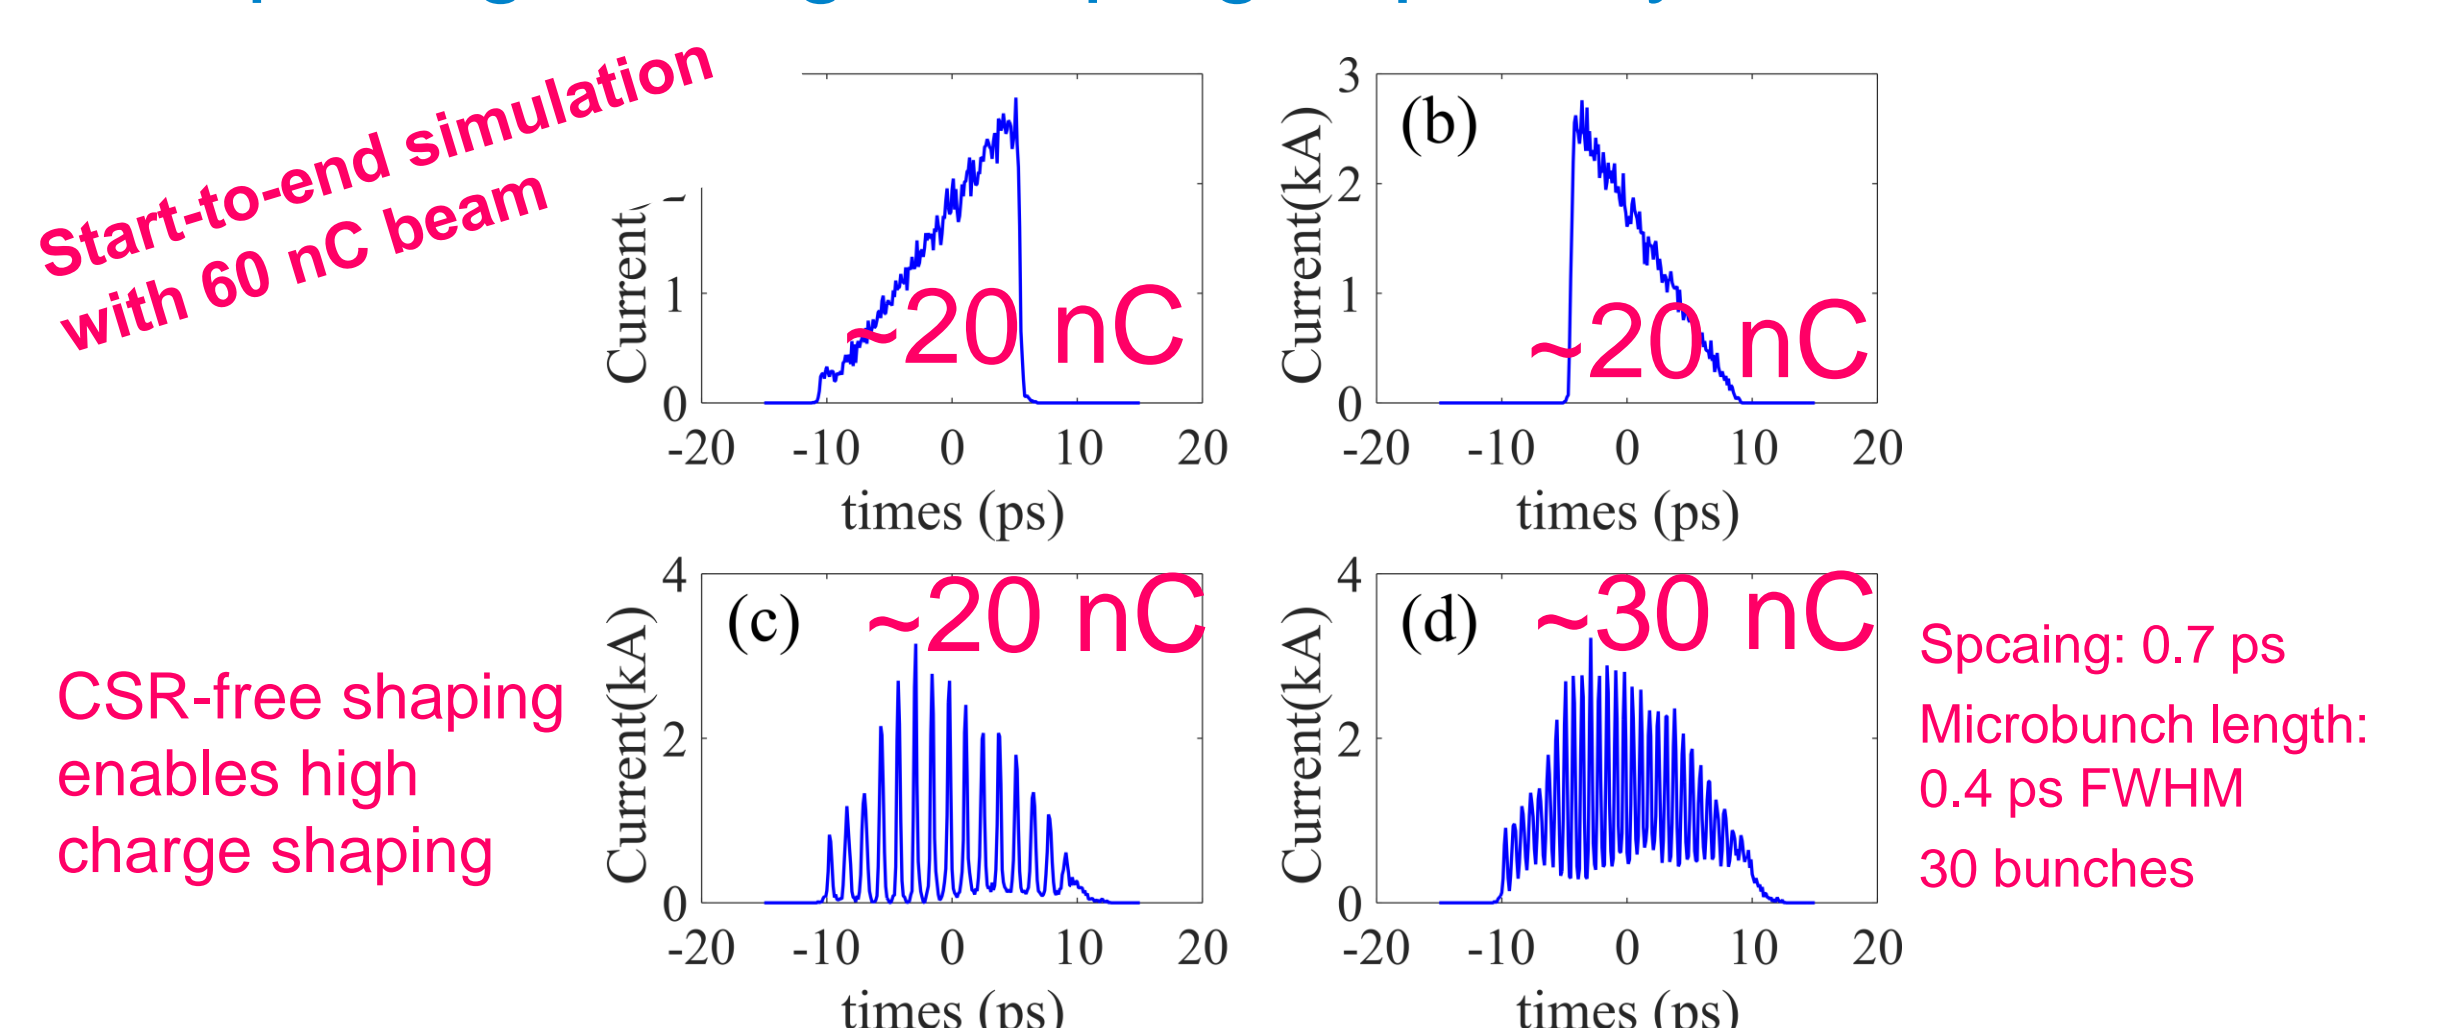 Start-to-end simulation
with 60 nC beam
Current
1
0
-20 -10 0 10 20
times (ps)
~20 nC
(b)
Current(kA)
3
2
1
0
-20 -10 0 10 20
times (ps)
~20 nC
CSR-free shaping
enables high
charge shaping
(c)
~20 nC
Current(kA)
4
2
0
-20 -10 0 10 20
times (ps)
(d)
~30 nC
Current(kA)
4
2
0
-20 -10 0 10 20
times (ps)
Spcaing: 0.7 ps
Microbunch length:
0.4 ps FWHM
30 bunches